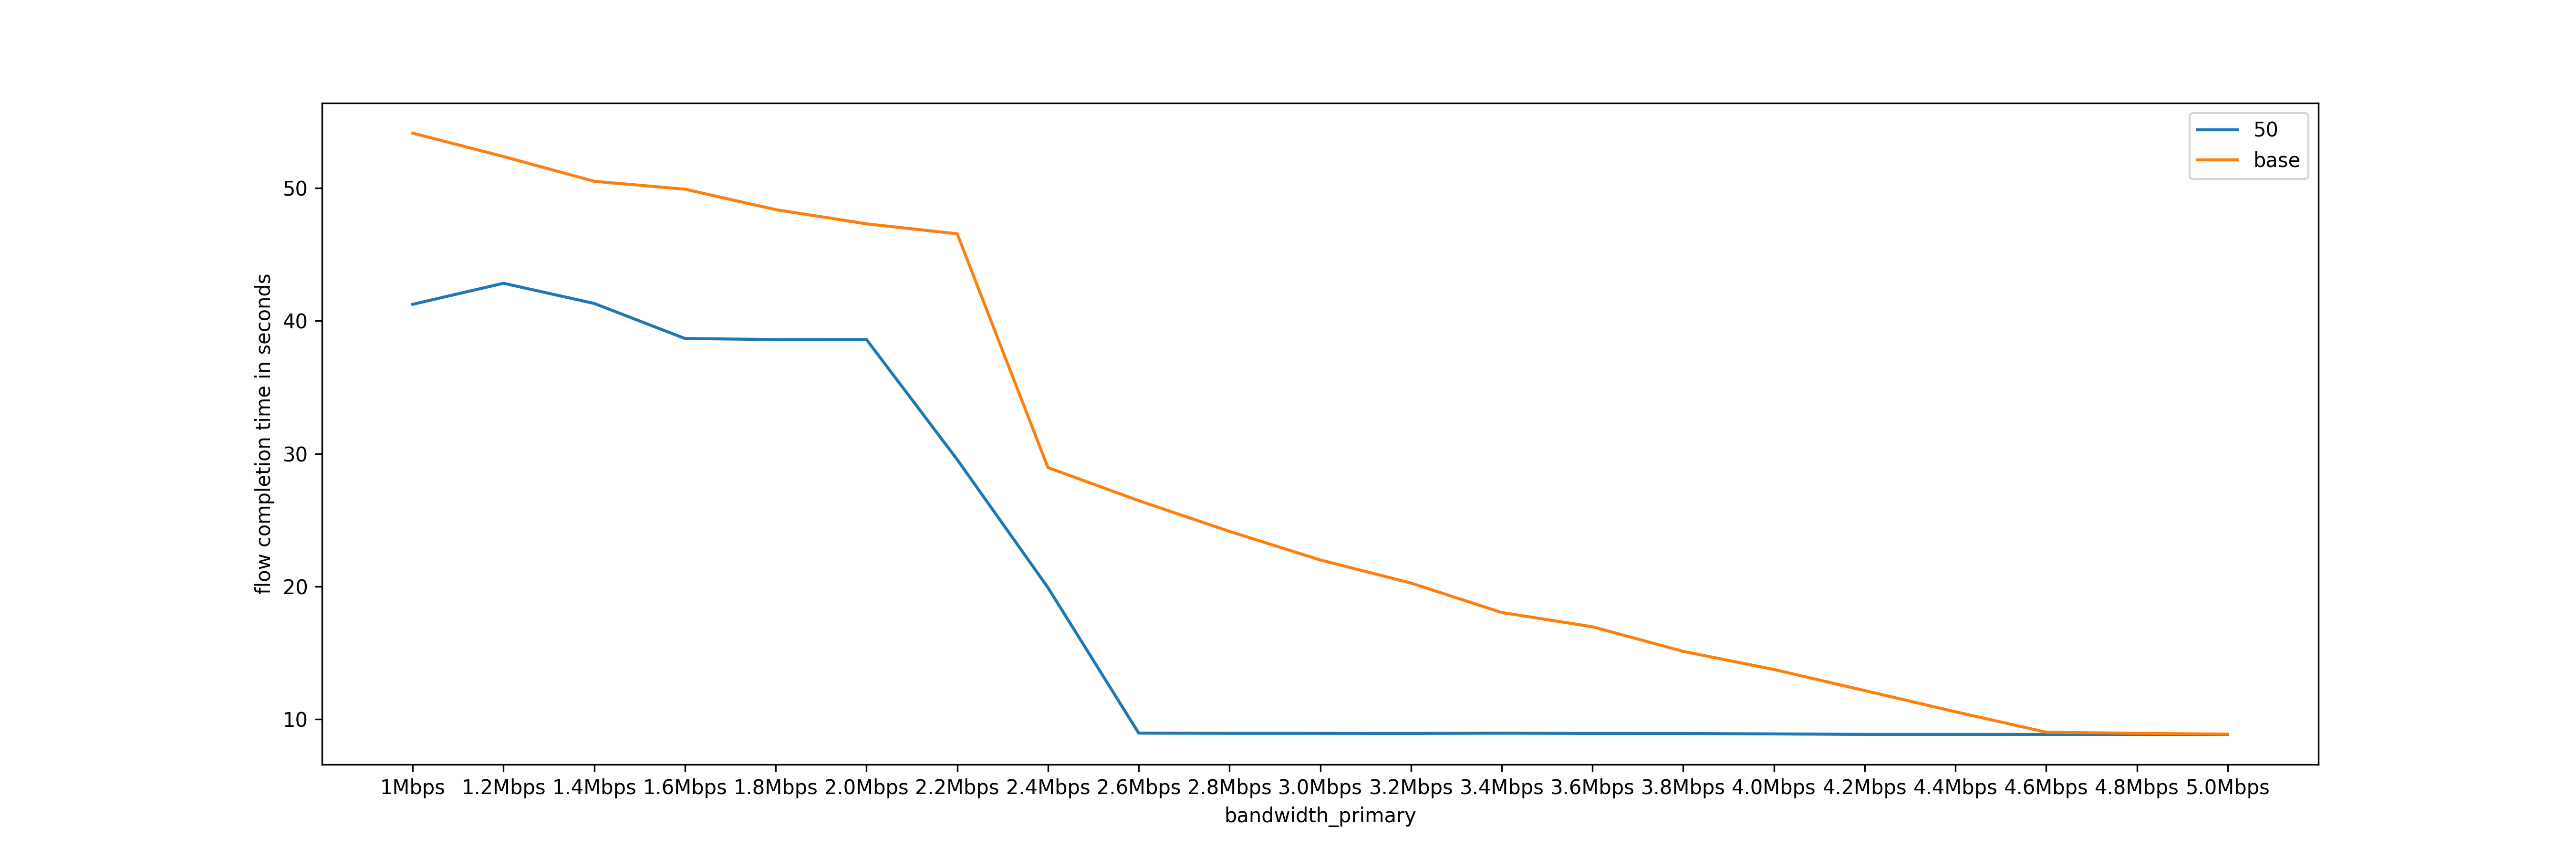 50
base
flow completion time in seconds
50
40
30
20
10
1Mbps 1.2Mbps 1.4Mbps 1.6Mbps 1.8Mbps 2.0Mbps 2.2Mbps 2.4Mbps 2.6Mbps 2.8Mbps 3.0Mbps 3.2Mbps 3.4Mbps 3.6Mbps 3.8Mbps 4.0Mbps 4.2Mbps 4.4Mbps 4.6Mbps 4.8Mbps 5.0Mbps
bandwidth_primary